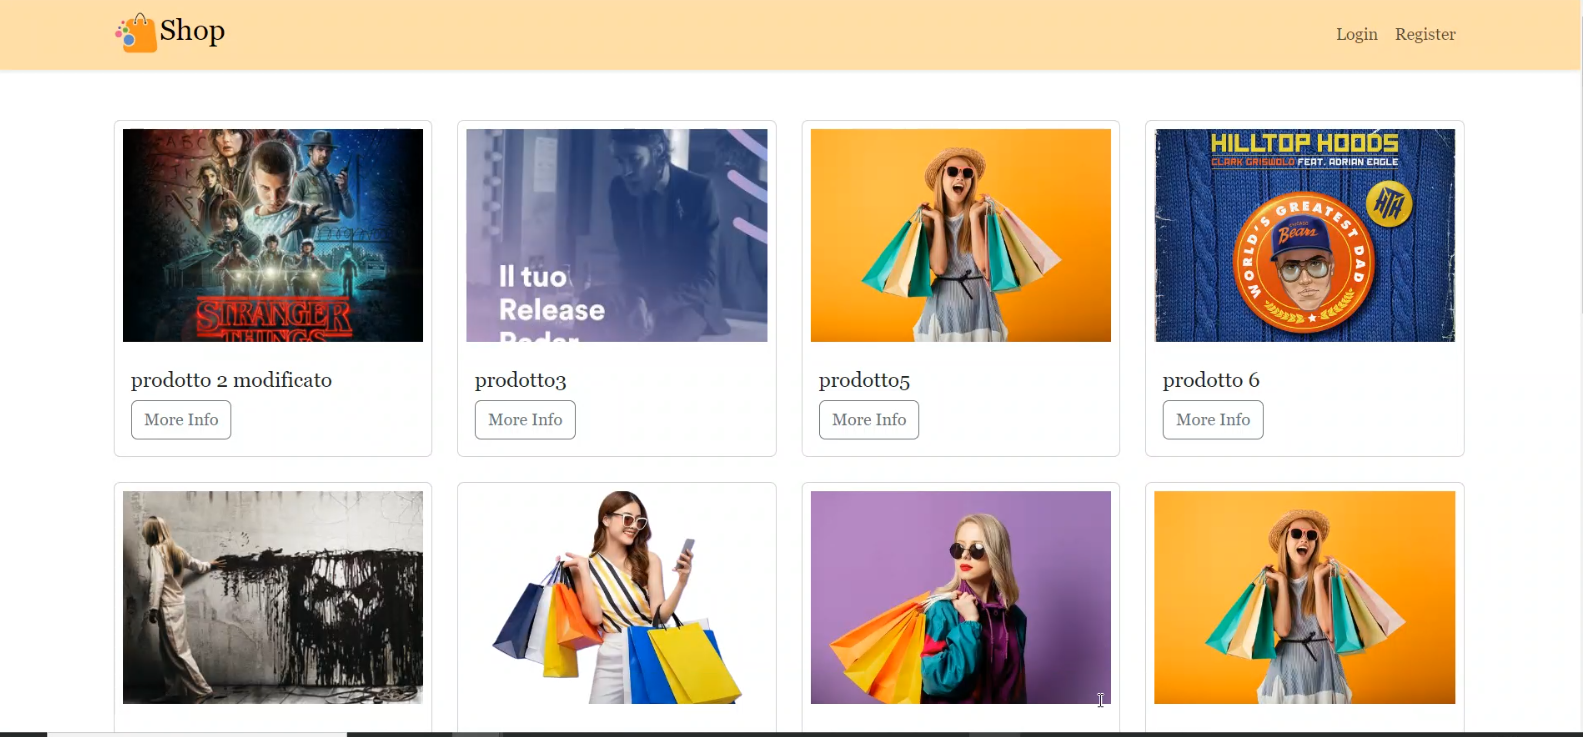 Shop
Login Register
STRANGER
THINGS
Il tuo
Release
Radar
HILLTOP HOODS
CLARK GRISWOLD FEAT. ADRIAN EAGLE
WORLD'S GREATEST DAD
Bears
HTH
prodotto 2 modificato
More Info
prodotto3
More Info
prodotto5
More Info
prodotto 6
More Info